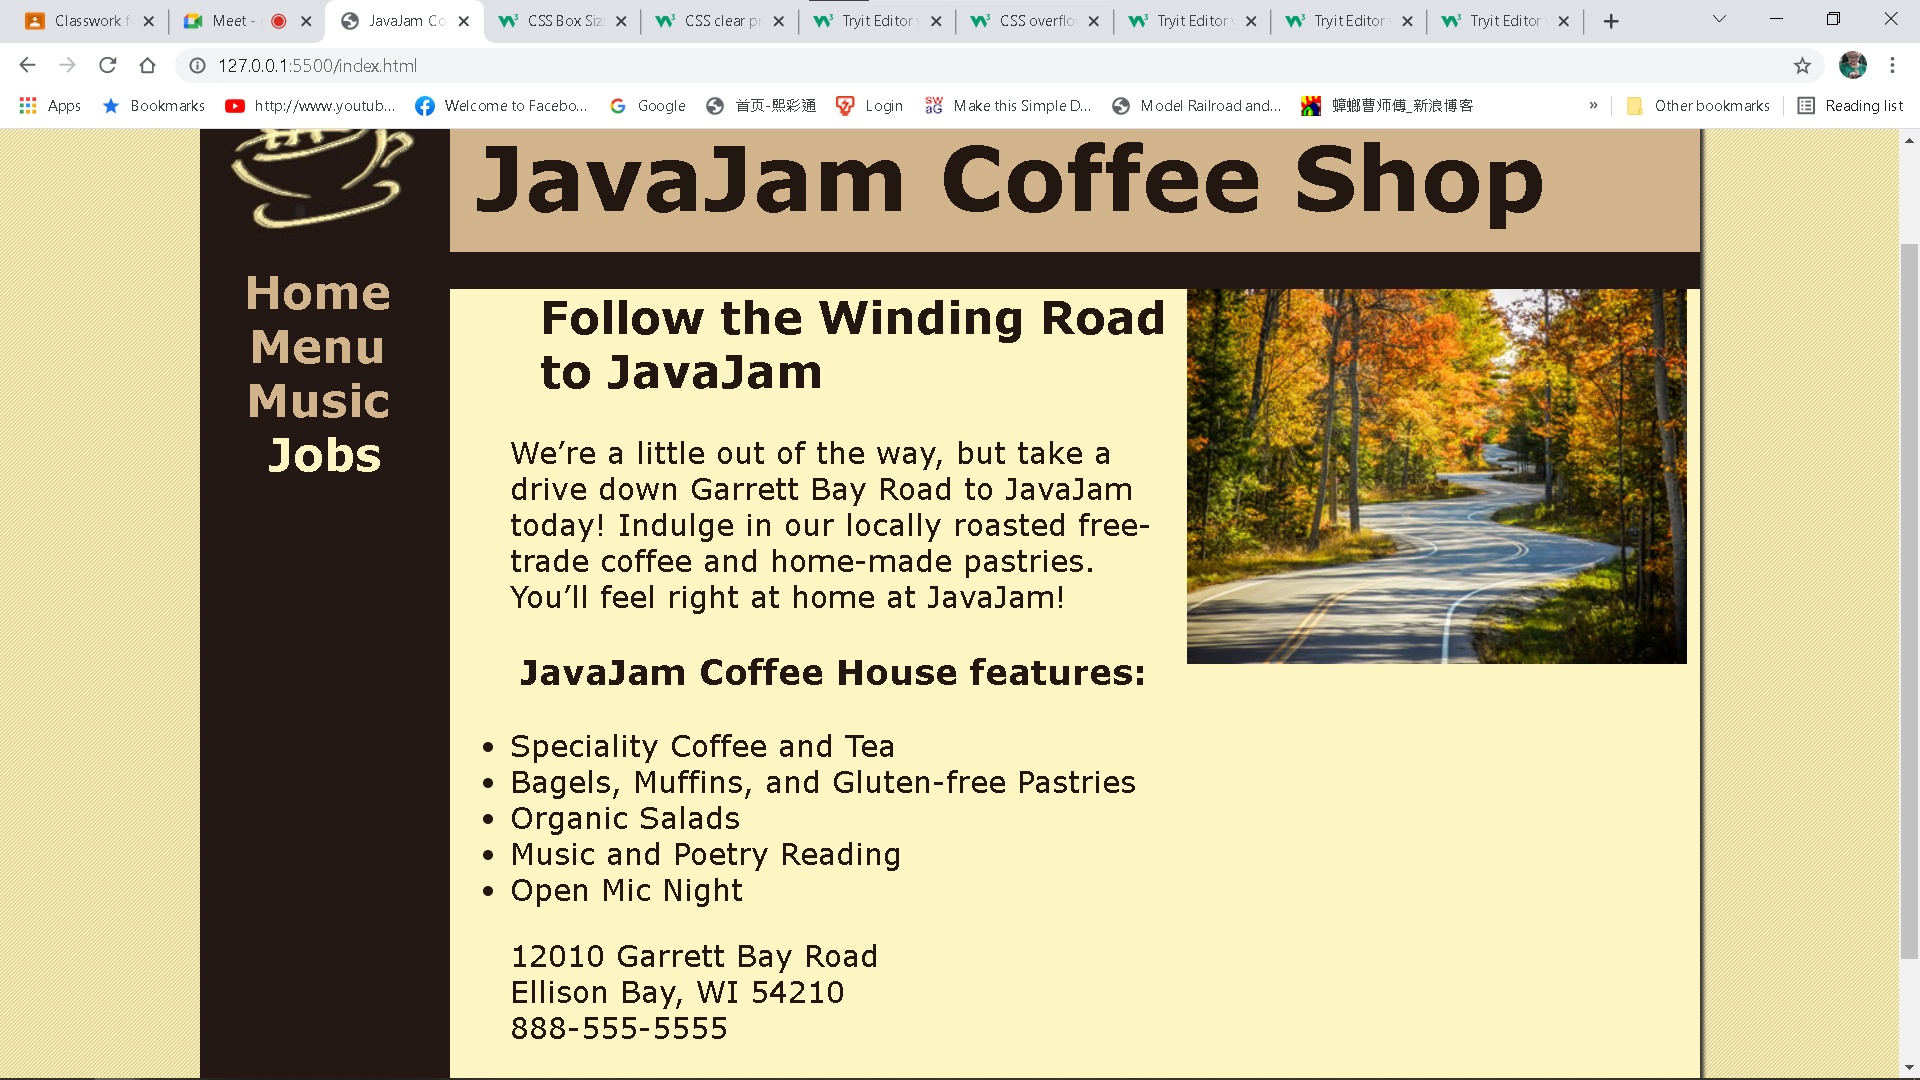 Classwork f
Meet -
JavaJam Co
CSS Box Siz
CSS clear pr
Tryit Editor v
CSS overflo
Tryit Editor v
Tryit Editor v
Tryit Editor v
127.0.0.1:5500/index.html
Apps
Bookmarks
http://www.youtub...
Welcome to Facebo...
Google
首页-熙彩通
Login
Make this Simple D...
Model Railroad and...
蟑螂曹师傅_新浪博客
»
Other bookmarks
Reading list
JavaJam Coffee Shop
Home
Menu
Music
Jobs
Follow the Winding Road
to JavaJam
We’re a little out of the way, but take a
drive down Garrett Bay Road to JavaJam
today! Indulge in our locally roasted free-
trade coffee and home-made pastries.
You’ll feel right at home at JavaJam!
JavaJam Coffee House features:
• Speciality Coffee and Tea
• Bagels, Muffins, and Gluten-free Pastries
• Organic Salads
• Music and Poetry Reading
• Open Mic Night
12010 Garrett Bay Road
Ellison Bay, WI 54210
888-555-5555